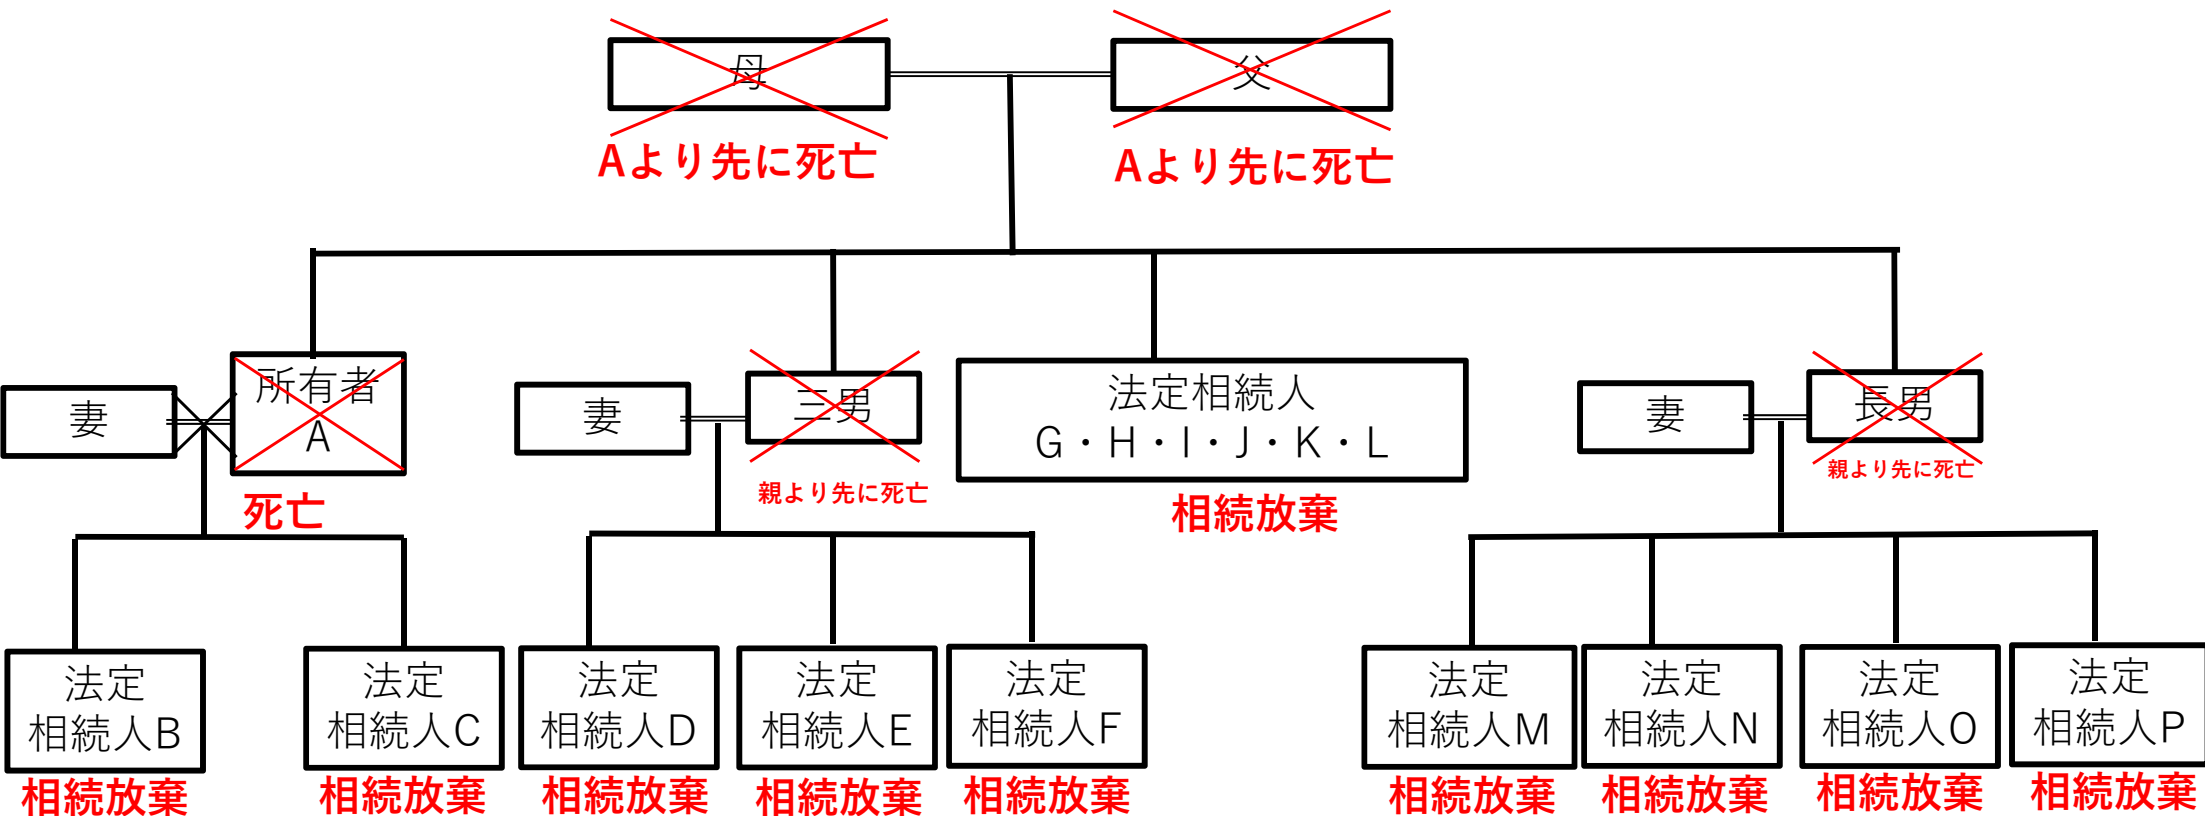 母
父
Aより先に死亡
Aより先に死亡
妻
所有者
A
死亡
妻
三男
親より先に死亡
法定相続人
G・H・I・J・K・L
相続放棄
妻
長男
親より先に死亡
法定
相続人B
相続放棄
法定
相続人C
相続放棄
法定
相続人D
相続放棄
法定
相続人E
相続放棄
法定
相続人F
相続放棄
法定
相続人M
相続放棄
法定
相続人N
相続放棄
法定
相続人O
相続放棄
法定
相続人P
相続放棄